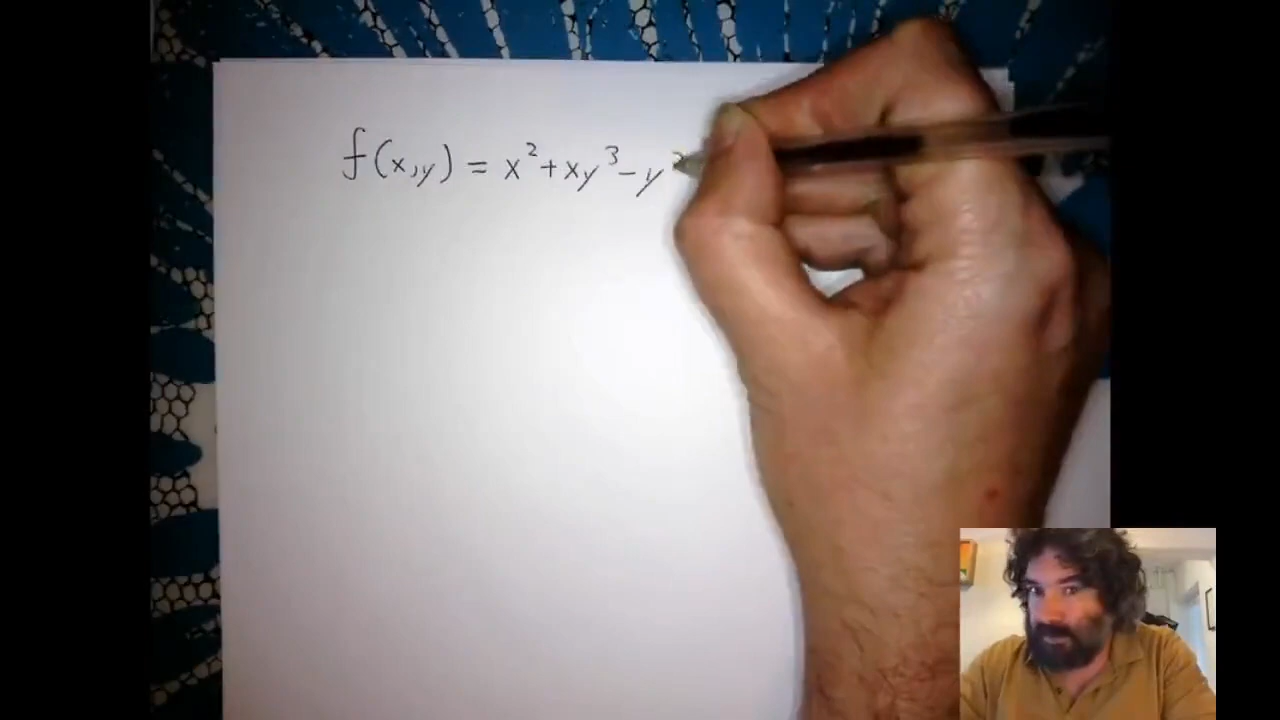 f(x,y) = x²+xy³-y